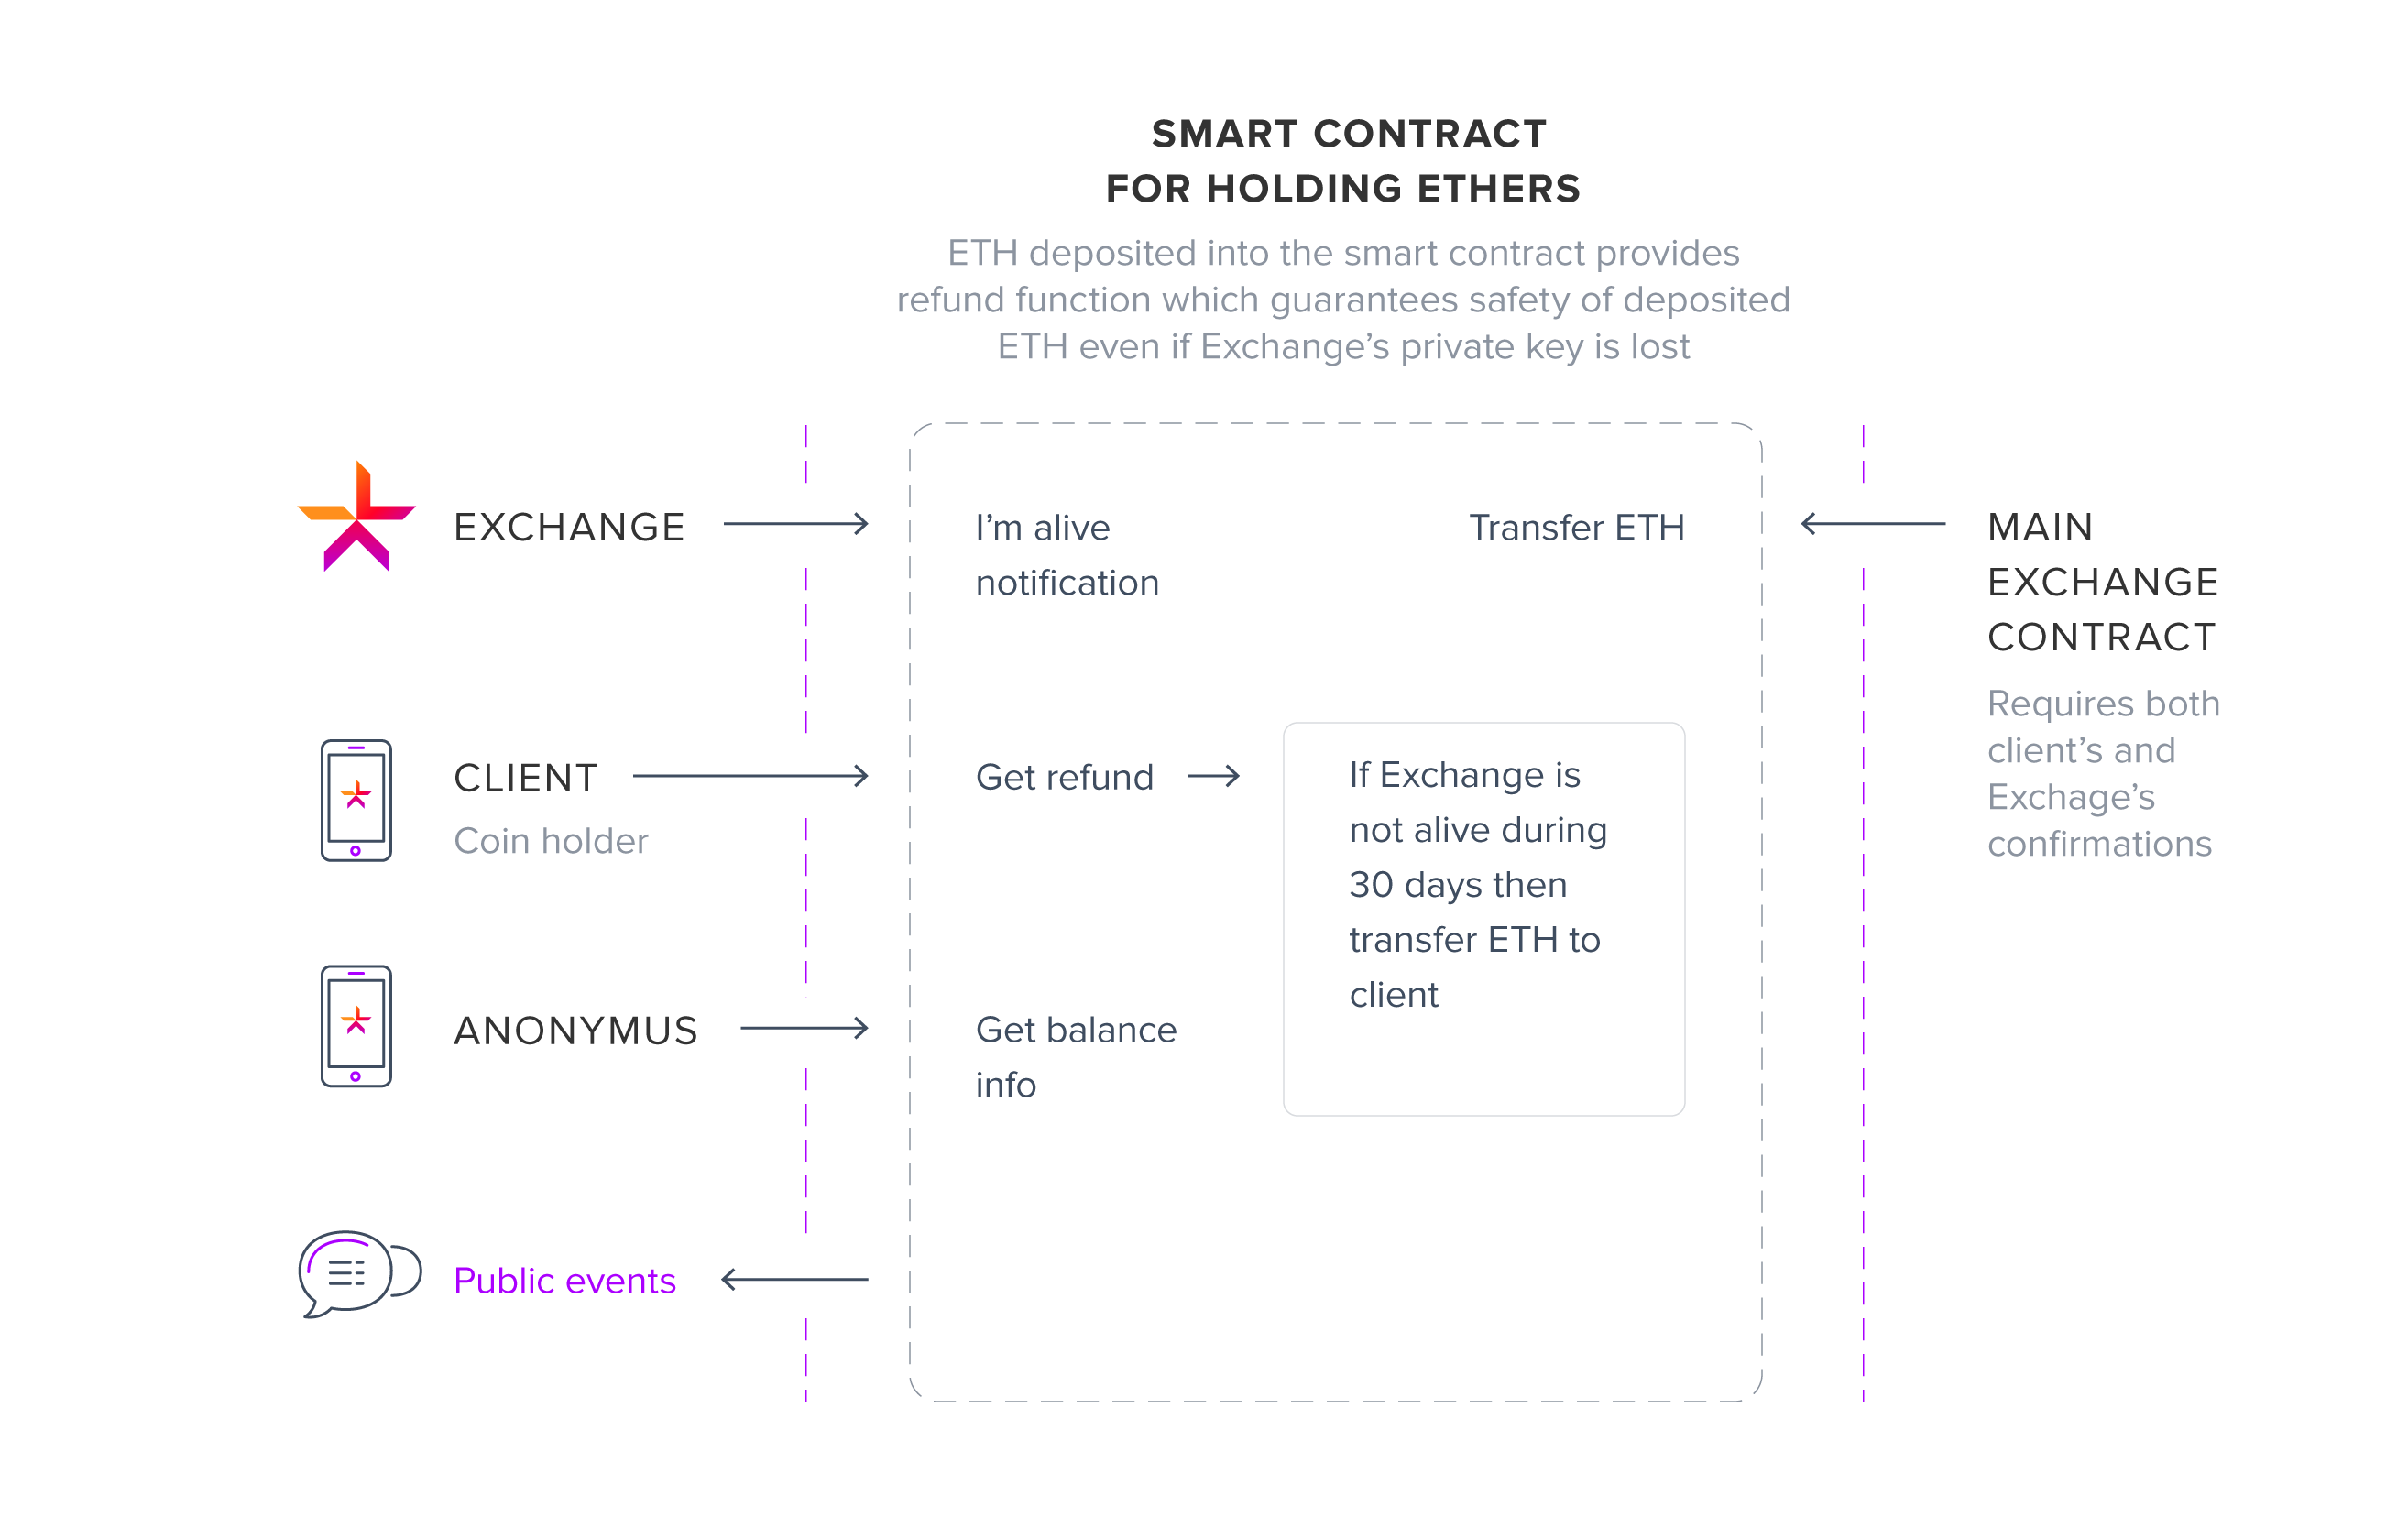 SMART CONTRACT
FOR HOLDING ETHERS
ETH deposited into the smart contract provides
refund function which guarantees safety of deposited
ETH even if Exchange’s private key is lost
EXCHANGE
I’m alive
notification
Transfer ETH
MAIN
EXCHANGE
CONTRACT
Requires both
client’s and
Exchage’s
confirmations
CLIENT
Coin holder
Get refund
If Exchange is
not alive during
30 days then
transfer ETH to
client
ANONYMUS
Get balance
info
Public events